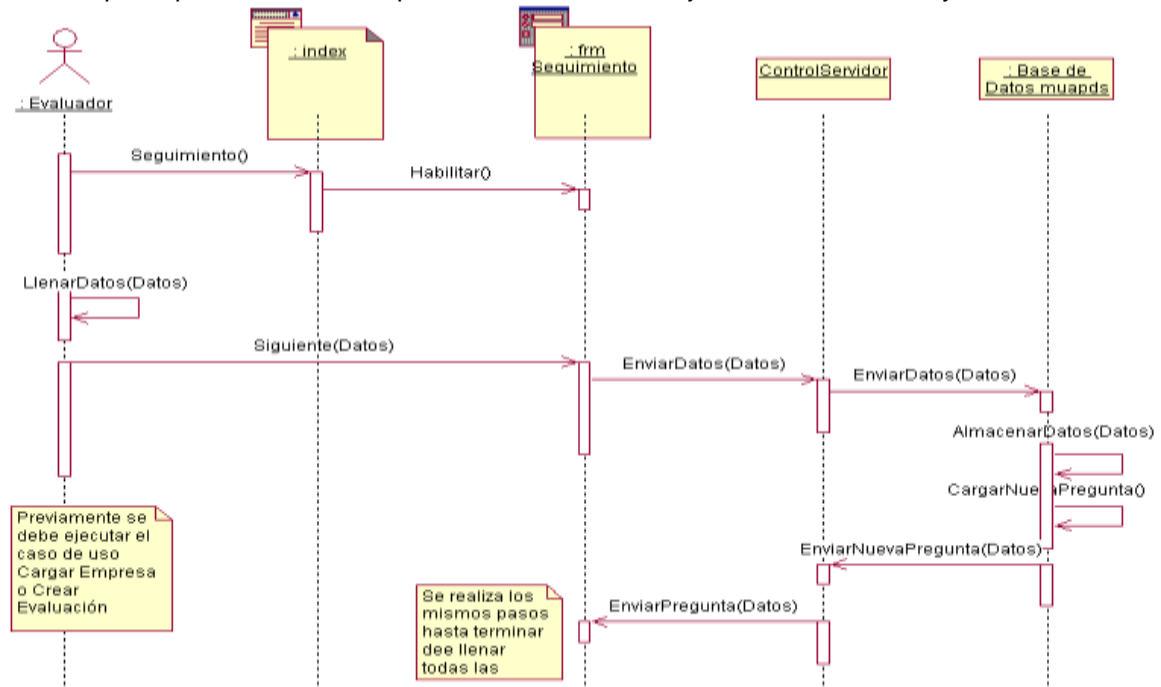 : index
: frm
Seguimiento
ControlServidor
: Base de
Datos muapds
: Evaluador
Seguimiento()
Habilitar()
LlenarDatos(Datos)
Siguiente(Datos)
EnviarDatos(Datos)
EnviarDatos(Datos)
AlmacenarDatos(Datos)
CargarNuevaPregunta()
EnviarNuevaPregunta(Datos)
EnviarPregunta(Datos)
Previamente se
debe ejecutar el
caso de uso
Cargar Empresa
o Crear
Evaluación
Se realiza los
mismos pasos
hasta terminar
dee llenar
todas las